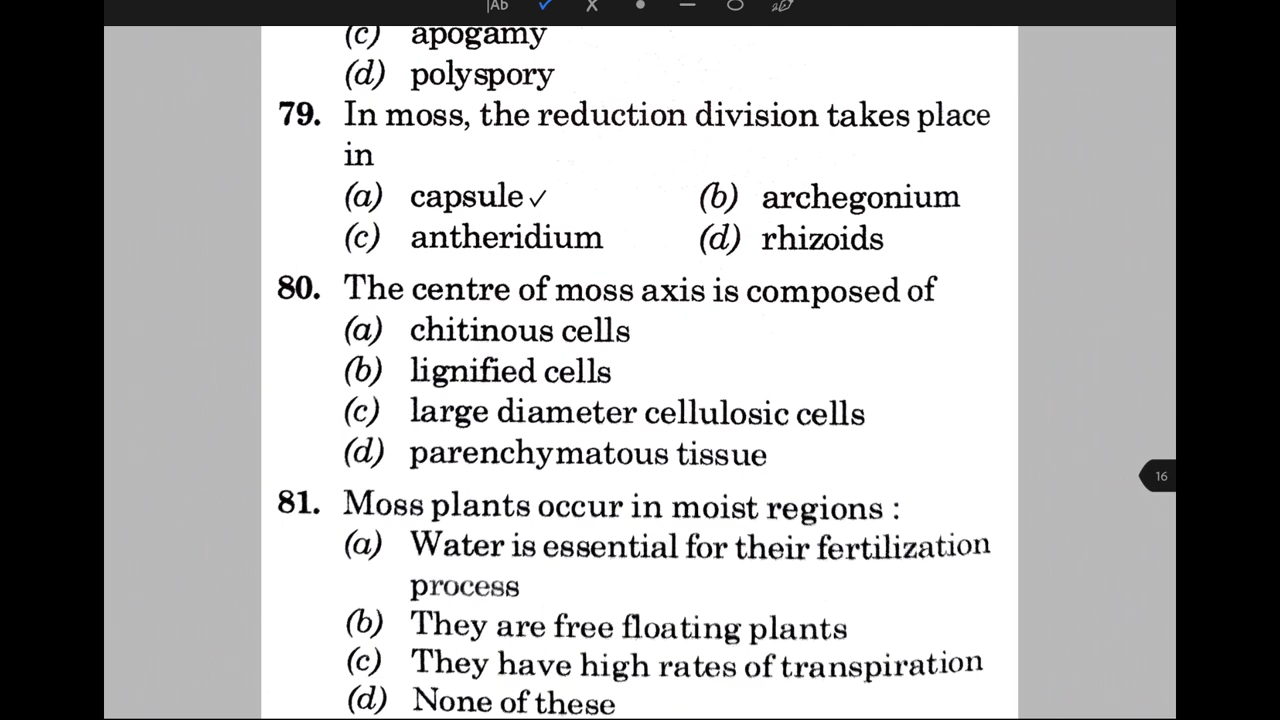 Ab
(c) apogamy
(d) polyspory
79. In moss, the reduction division takes place
in
(a) capsule ✓ (b) archegonium
(c) antheridium (d) rhizoids
80. The centre of moss axis is composed of
(a) chitinous cells
(b) lignified cells
(c) large diameter cellulosic cells
(d) parenchymatous tissue
81. Moss plants occur in moist regions :
(a) Water is essential for their fertilization
process
(b) They are free floating plants
(c) They have high rates of transpiration
(d) None of these
16